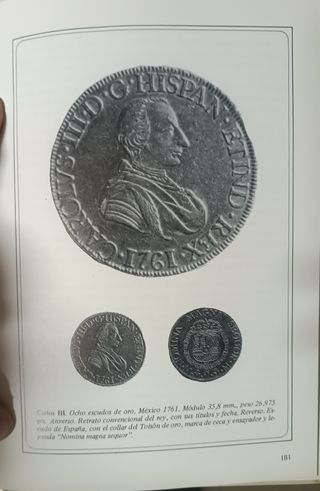 CAROLVS·III·D·G·HISPAN·ET IND·REX·
·1761·
Carlos III. Ocho escudos de oro. México 1761. Módulo 35,8 mm., peso 26,975
grs. Anverso. Retrato convencional del rey, con sus títulos y fecha. Reverso. Es-
cudo de España, con el collar del Toisón de oro, marca de ceca y ensayador y le-
yenda "Nomina magna sequor".
181